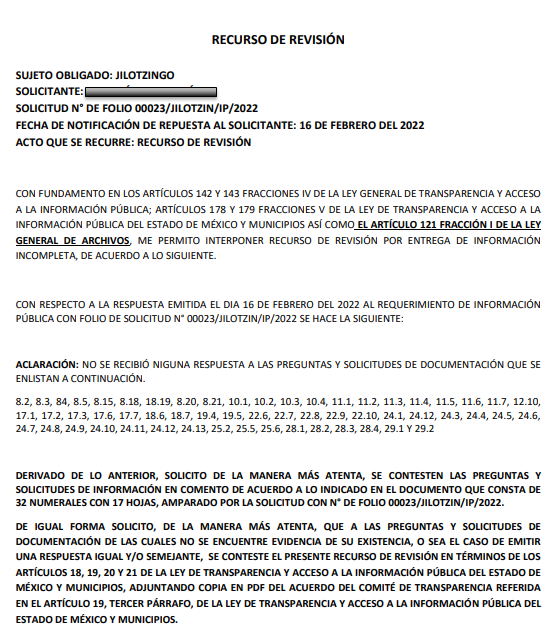 RECURSO DE REVISIÓN
SUJETO OBLIGADO: JILOTZINGO
SOLICITANTE:
SOLICITUD N° DE FOLIO 00023/JILOTZIN/IP/2022
FECHA DE NOTIFICACIÓN DE REPUESTA AL SOLICITANTE: 16 DE FEBRERO DEL 2022
ACTO QUE SE RECURRE: RECURSO DE REVISIÓN
CON FUNDAMENTO EN LOS ARTÍCULOS 142 Y 143 FRACCIONES IV DE LA LEY GENERAL DE TRANSPARENCIA Y ACCESO
A LA INFORMACIÓN PÚBLICA; ARTÍCULOS 178 Y 179 FRACCIONES V DE LA LEY DE TRANSPARENCIA Y ACCESO A LA
INFORMACIÓN PÚBLICA DEL ESTADO DE MÉXICO Y MUNICIPIOS ASÍ COMO EL ARTÍCULO 121 FRACCIÓN I DE LA LEY
GENERAL DE ARCHIVOS, ME PERMITO INTERPONER RECURSO DE REVISIÓN POR ENTREGA DE INFORMACIÓN
INCOMPLETA, DE ACUERDO A LO SIGUIENTE.
CON RESPECTO A LA RESPUESTA EMITIDA EL DIA 16 DE FEBRERO DEL 2022 AL REQUERIMIENTO DE INFORMACIÓN
PÚBLICA CON FOLIO DE SOLICITUD N° 00023/JILOTZIN/IP/2022 SE HACE LA SIGUIENTE:
ACLARACIÓN: NO SE RECIBIÓ NIGUNA RESPUESTA A LAS PREGUNTAS Y SOLICITUDES DE DOCUMENTACIÓN QUE SE
ENLISTAN A CONTINUACIÓN.
8.2, 8.3, 84, 8.5, 8.15, 8.18, 18.19, 8.20, 8.21, 10.1, 10.2, 10.3, 10.4, 11.1, 11.2, 11.3, 11.4, 11.5, 11.6, 11.7, 12.10,
17.1, 17.2, 17.3, 17.6, 17.7, 18.6, 18.7, 19.4, 19.5, 22.6, 22.7, 22.8, 22.9, 22.10, 24.1, 24.12, 24.3, 24.4, 24.5, 24.6,
24.7, 24.8, 24.9, 24.10, 24.11, 24.12, 24.13, 25.2, 25.5, 25.6, 28.1, 28.2, 28.3, 28.4, 29.1 Y 29.2
DERIVADO DE LO ANTERIOR, SOLICITO DE LA MANERA MÁS ATENTA, SE CONTESTEN LAS PREGUNTAS Y
SOLICITUDES DE INFORMACIÓN EN COMENTO DE ACUERDO A LO INDICADO EN EL DOCUMENTO QUE CONSTA DE
32 NUMERALES CON 17 HOJAS, AMPARADO POR LA SOLICITUD CON N° DE FOLIO 00023/JILOTZIN/IP/2022.
DE IGUAL FORMA SOLICITO, DE LA MANERA MÁS ATENTA, QUE A LAS PREGUNTAS Y SOLICITUDES DE
DOCUMENTACIÓN DE LAS CUALES NO SE ENCUENTRE EVIDENCIA DE SU EXISTENCIA, O SEA EL CASO DE EMITIR
UNA RESPUESTA IGUAL Y/O SEMEJANTE, SE CONTESTE EL PRESENTE RECURSO DE REVISIÓN EN TÉRMINOS DE LOS
ARTÍCULOS 18, 19, 20 Y 21 DE LA LEY DE TRANSPARENCIA Y ACCESO A LA INFORMACIÓN PÚBLICA DEL ESTADO DE
MÉXICO Y MUNICIPIOS, ADJUNTANDO COPIA EN PDF DEL ACUERDO DEL COMITÉ DE TRANSPARENCIA REFERIDA
EN EL ARTÍCULO 19, TERCER PÁRRAFO, DE LA LEY DE TRANSPARENCIA Y ACCESO A LA INFORMACIÓN PÚBLICA DEL
ESTADO DE MÉXICO Y MUNICIPIOS.